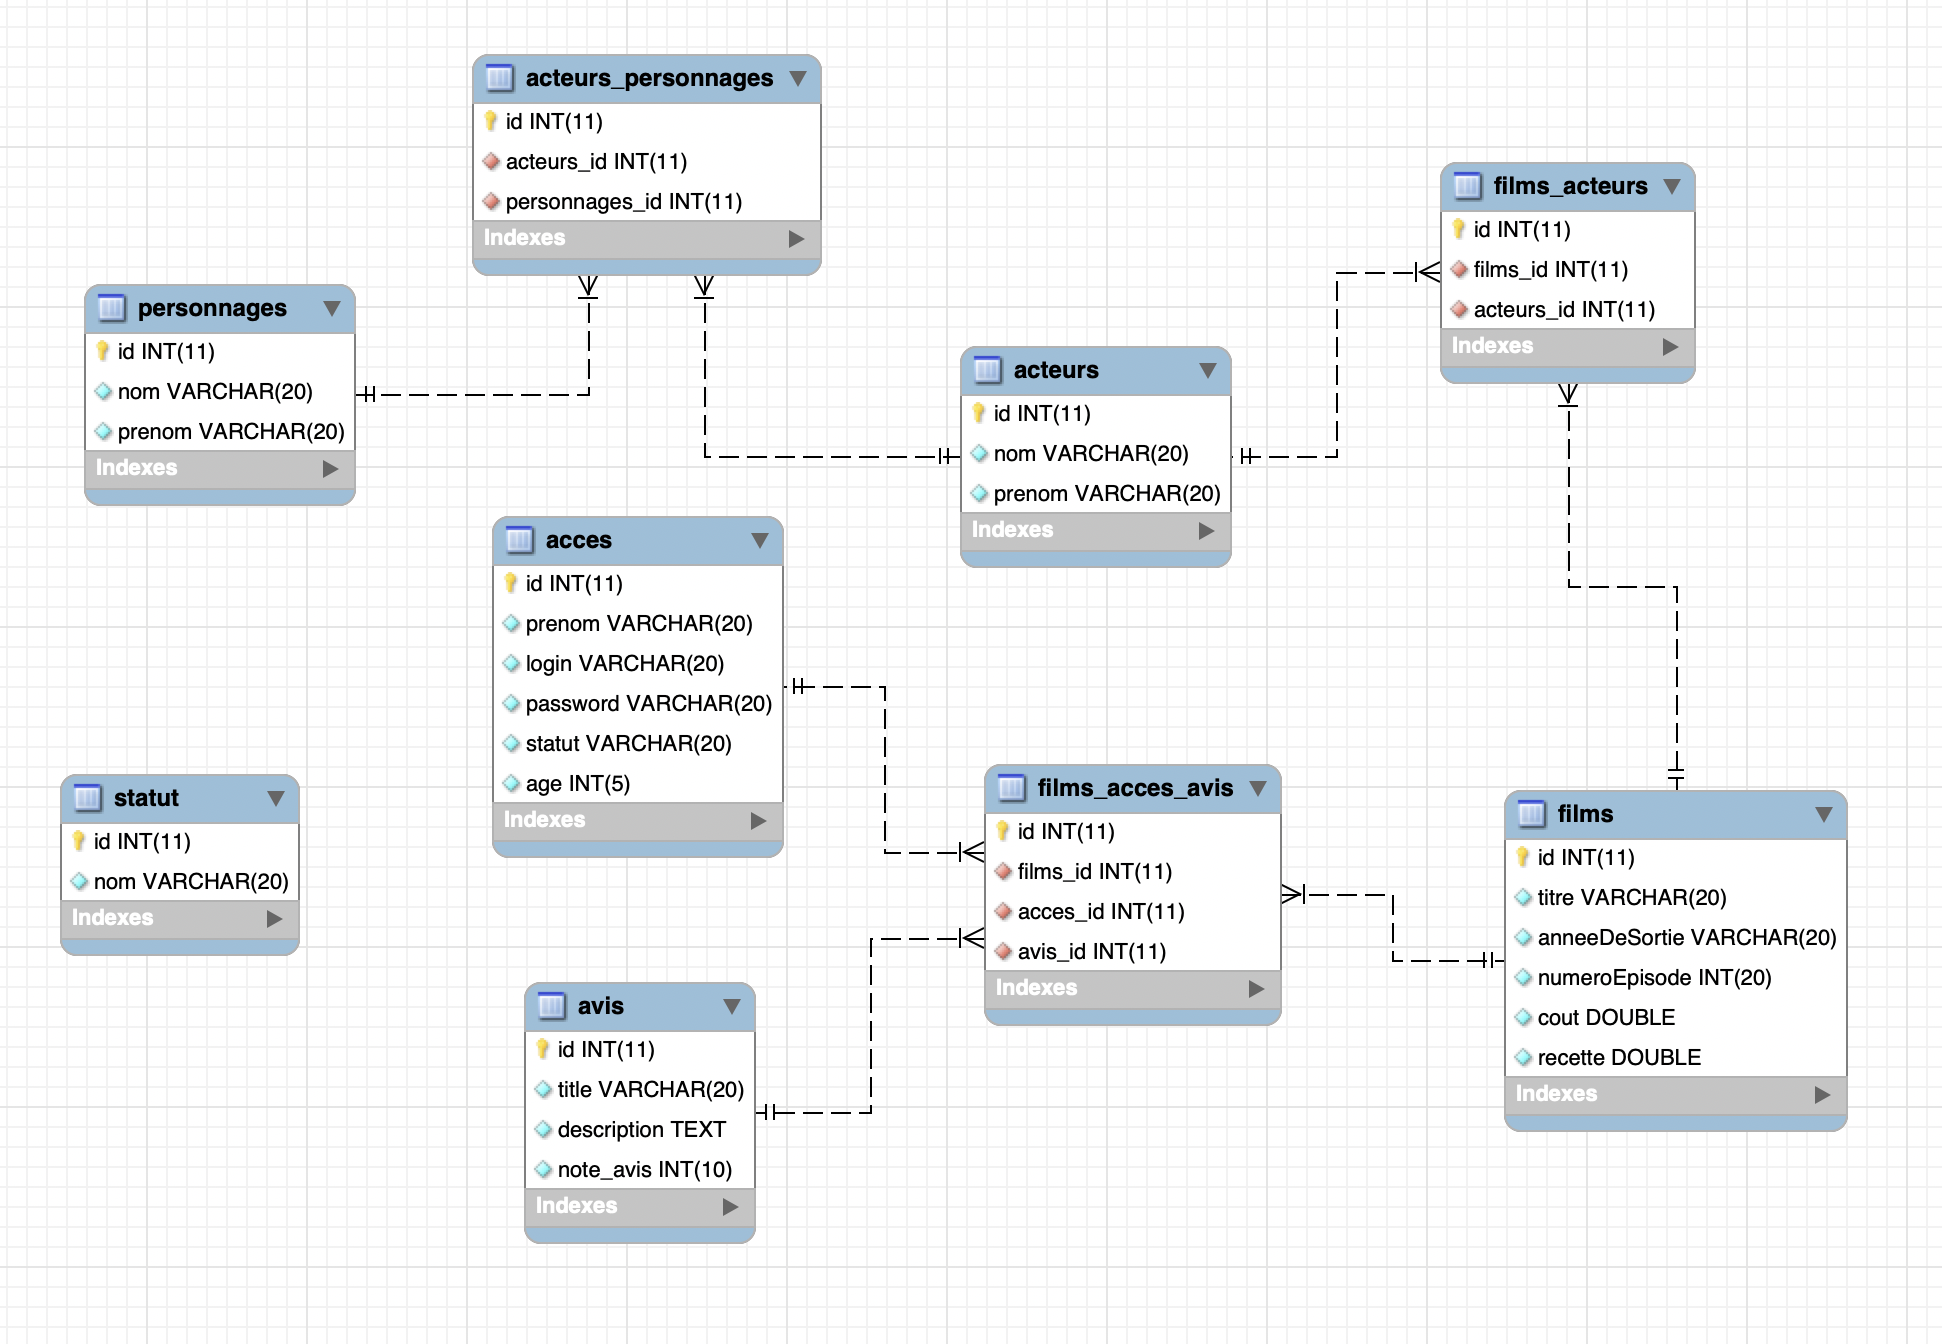 acteurs_personnages
id INT(11)
acteurs_id INT(11)
personnages_id INT(11)
Indexes
films_acteurs
id INT(11)
films_id INT(11)
acteurs_id INT(11)
Indexes
personnages
id INT(11)
nom VARCHAR(20)
prenom VARCHAR(20)
Indexes
acteurs
id INT(11)
nom VARCHAR(20)
prenom VARCHAR(20)
Indexes
acces
id INT(11)
prenom VARCHAR(20)
login VARCHAR(20)
password VARCHAR(20)
statut VARCHAR(20)
age INT(5)
Indexes
statut
id INT(11)
nom VARCHAR(20)
Indexes
films_acces_avis
id INT(11)
films_id INT(11)
acces_id INT(11)
avis_id INT(11)
Indexes
films
id INT(11)
titre VARCHAR(20)
anneeDeSortie VARCHAR(20)
numeroEpisode INT(20)
cout DOUBLE
recette DOUBLE
Indexes
avis
id INT(11)
title VARCHAR(20)
description TEXT
note_avis INT(10)
Indexes